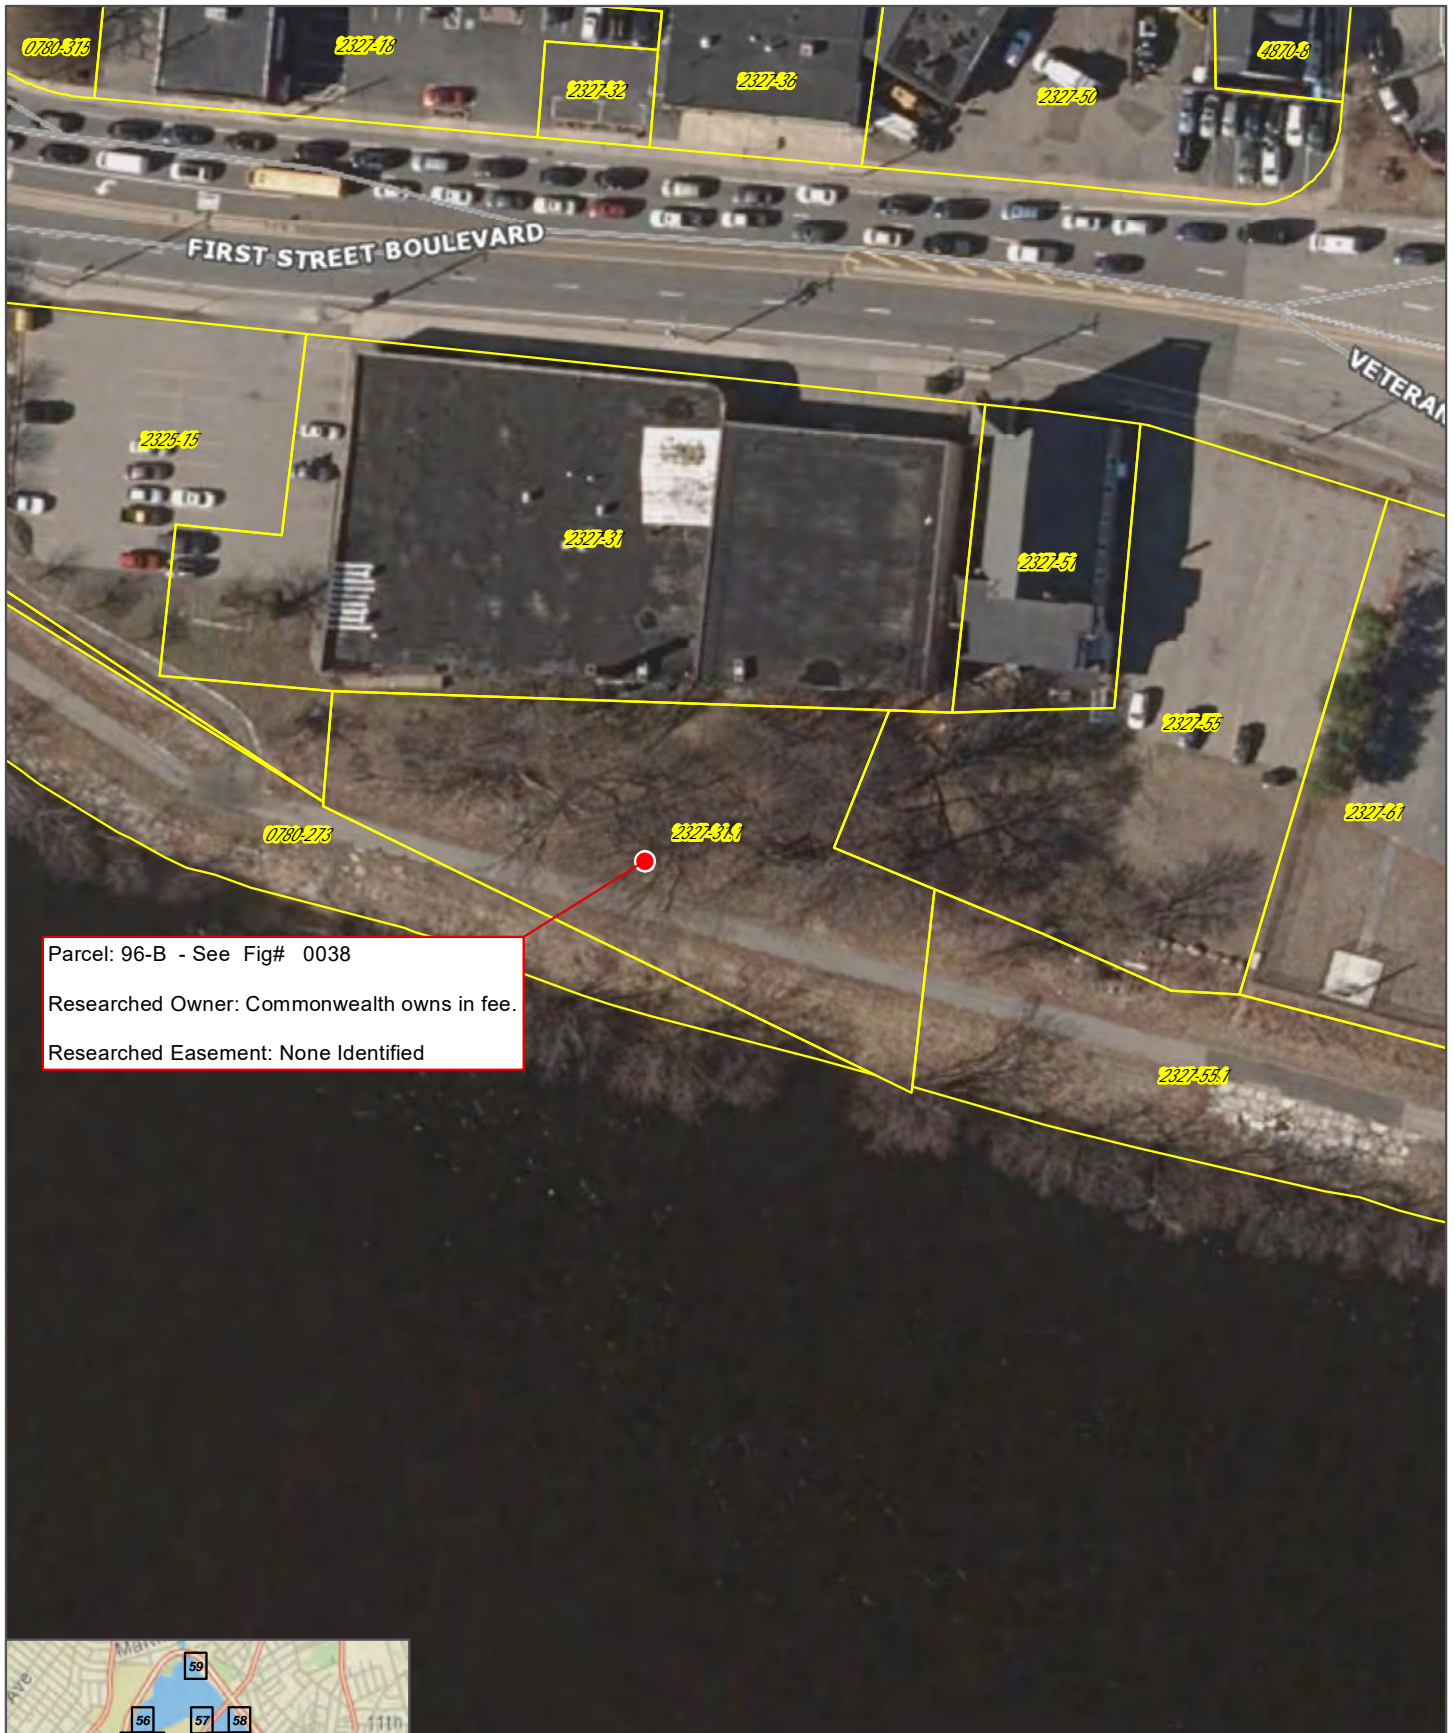 0780-315
2327-18
2327-32
2327-36
2327-50
4870-8
FIRST STREET BOULEVARD
VETERAN
2325-15
2327-31
2327-51
2327-55
2327-61
0780-273
2327-31.1
Parcel: 96-B - See Fig# 0038
Researched Owner: Commonwealth owns in fee.
Researched Easement: None Identified
2327-55.1
Ave
59
56
57
58
11th